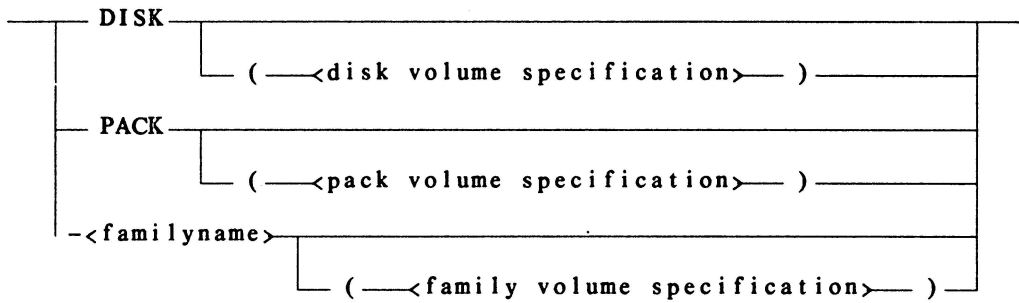 DISK
( <disk volume specification> )
PACK
( <pack volume specification> )
<familyname>
( <family volume specification> )